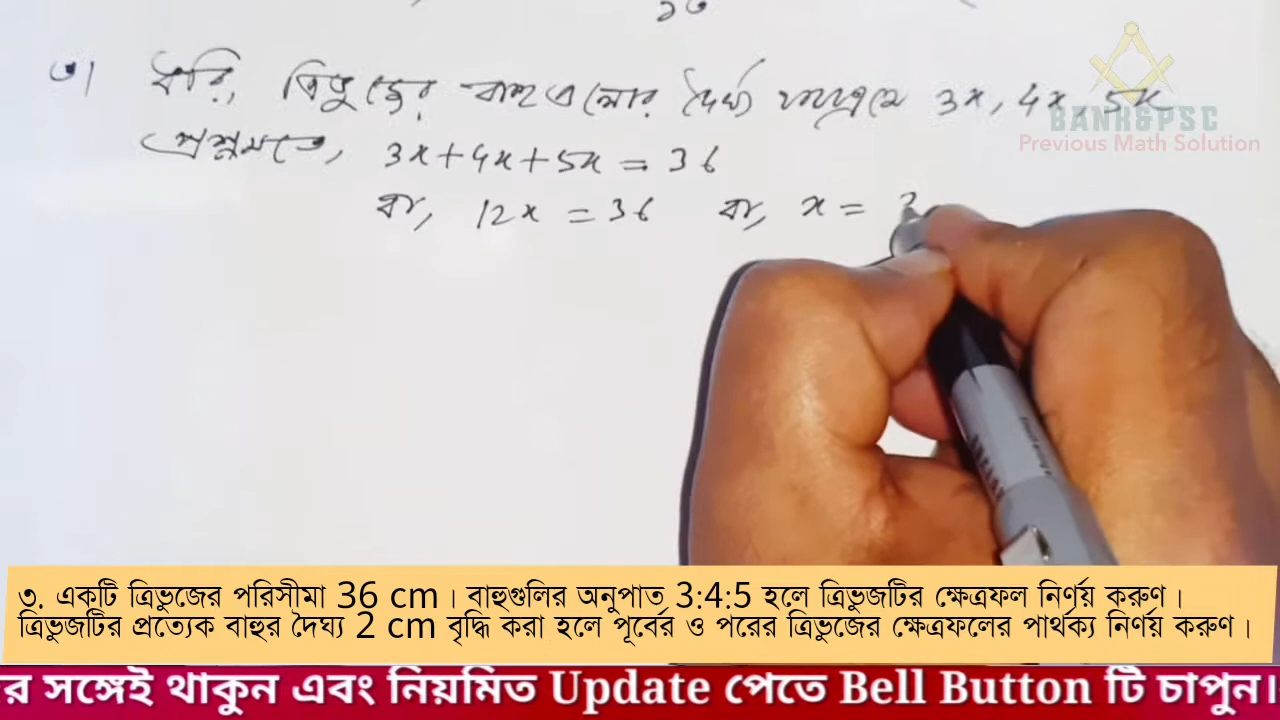 ৩। ধরি, ত্রিভুজের বাহুগুলোর দৈর্ঘ্য যথাক্রমে 3x, 4x, 5x
প্রশ্নমতে, 3x+4x+5x = 36
বা, 12x = 36 বা, x =
BANK&PSC
Previous Math Solution
৩. একটি ত্রিভুজের পরিসীমা 36 cm। বাহুগুলির অনুপাত 3:4:5 হলে ত্রিভুজটির ক্ষেত্রফল নির্ণয় করুণ।
ত্রিভুজটির প্রত্যেক বাহুর দৈঘ্য 2 cm বৃদ্ধি করা হলে পূর্বের ও পরের ত্রিভুজের ক্ষেত্রফলের পার্থক্য নির্ণয় করুণ।
র সঙ্গেই থাকুন এবং নিয়মিত Update পেতে Bell Button টি চাপুন।